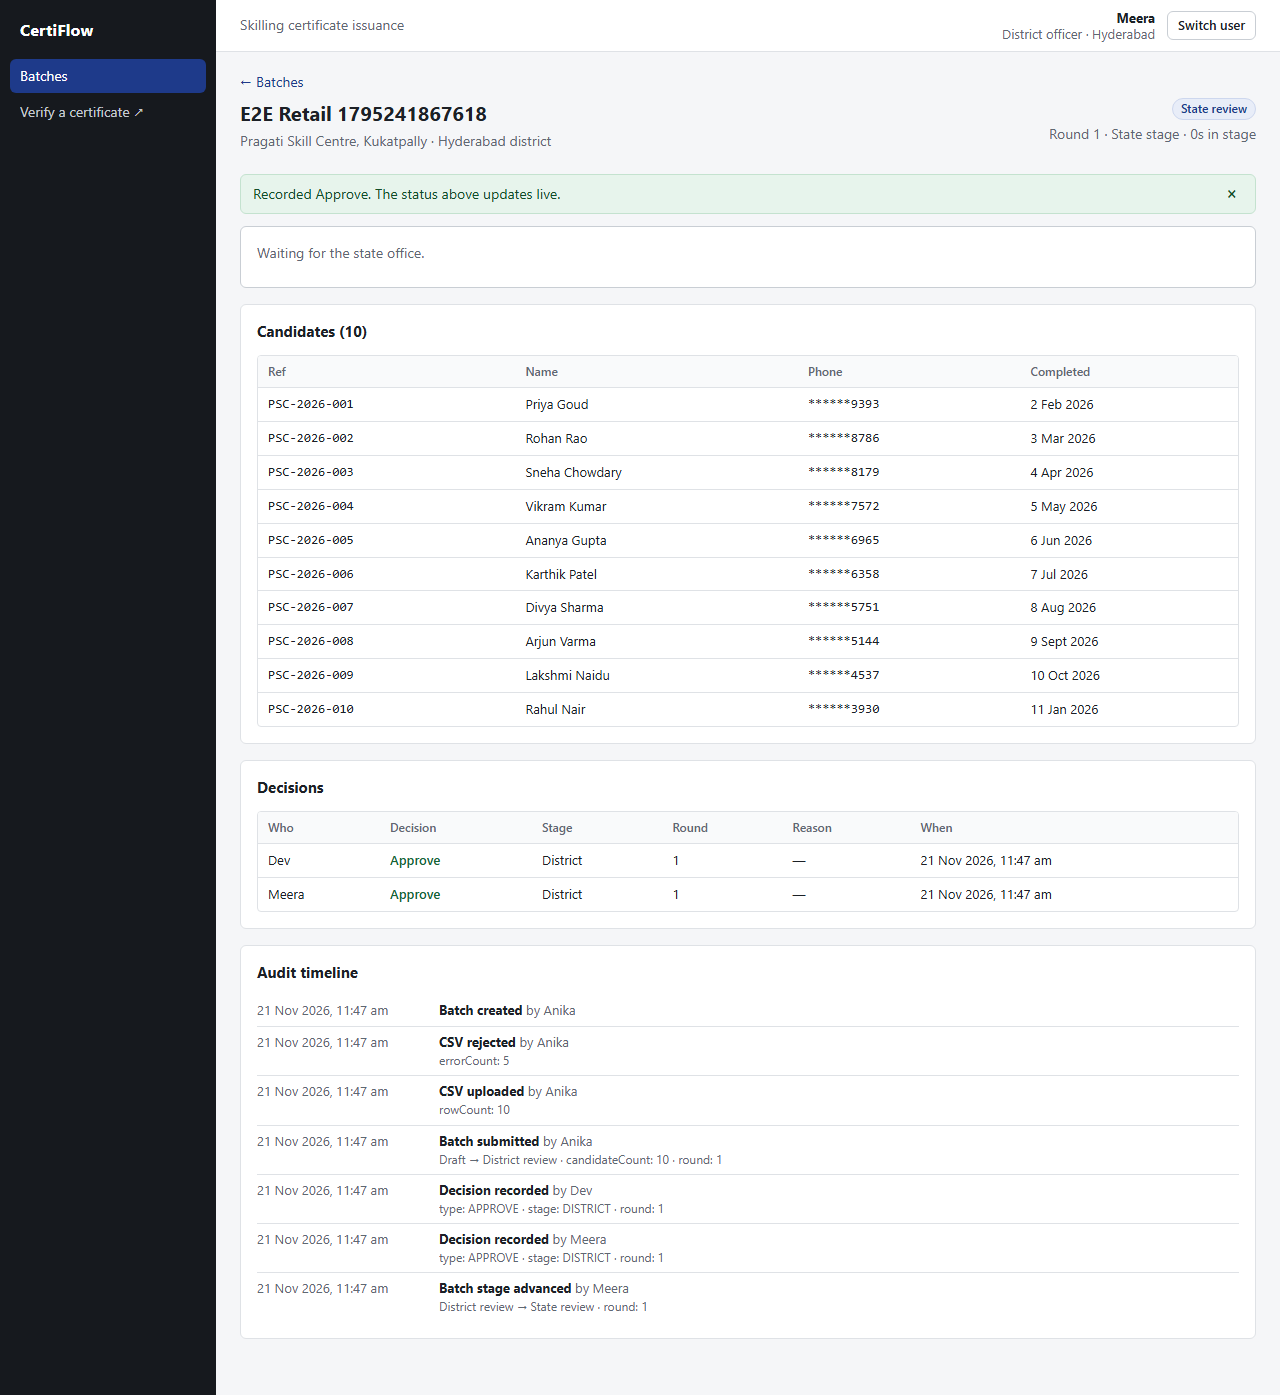 CertiFlow
Batches
Verify a certificate ↗
Skilling certificate issuance
Meera
District officer · Hyderabad
Switch user
← Batches
E2E Retail 1795241867618
Pragati Skill Centre, Kukatpally · Hyderabad district
State review
Round 1 · State stage · 0s in stage
Recorded Approve. The status above updates live.
×
Waiting for the state office.
Candidates (10)
Ref Name Phone Completed
PSC-2026-001 Priya Goud ******9393 2 Feb 2026
PSC-2026-002 Rohan Rao ******8786 3 Mar 2026
PSC-2026-003 Sneha Chowdary ******8179 4 Apr 2026
PSC-2026-004 Vikram Kumar ******7572 5 May 2026
PSC-2026-005 Ananya Gupta ******6965 6 Jun 2026
PSC-2026-006 Karthik Patel ******6358 7 Jul 2026
PSC-2026-007 Divya Sharma ******5751 8 Aug 2026
PSC-2026-008 Arjun Varma ******5144 9 Sept 2026
PSC-2026-009 Lakshmi Naidu ******4537 10 Oct 2026
PSC-2026-010 Rahul Nair ******3930 11 Jan 2026
Decisions
Who Decision Stage Round Reason When
Dev Approve District 1 — 21 Nov 2026, 11:47 am
Meera Approve District 1 — 21 Nov 2026, 11:47 am
Audit timeline
21 Nov 2026, 11:47 am Batch created by Anika
21 Nov 2026, 11:47 am CSV rejected by Anika
errorCount: 5
21 Nov 2026, 11:47 am CSV uploaded by Anika
rowCount: 10
21 Nov 2026, 11:47 am Batch submitted by Anika
Draft → District review · candidateCount: 10 · round: 1
21 Nov 2026, 11:47 am Decision recorded by Dev
type: APPROVE · stage: DISTRICT · round: 1
21 Nov 2026, 11:47 am Decision recorded by Meera
type: APPROVE · stage: DISTRICT · round: 1
21 Nov 2026, 11:47 am Batch stage advanced by Meera
District review → State review · round: 1